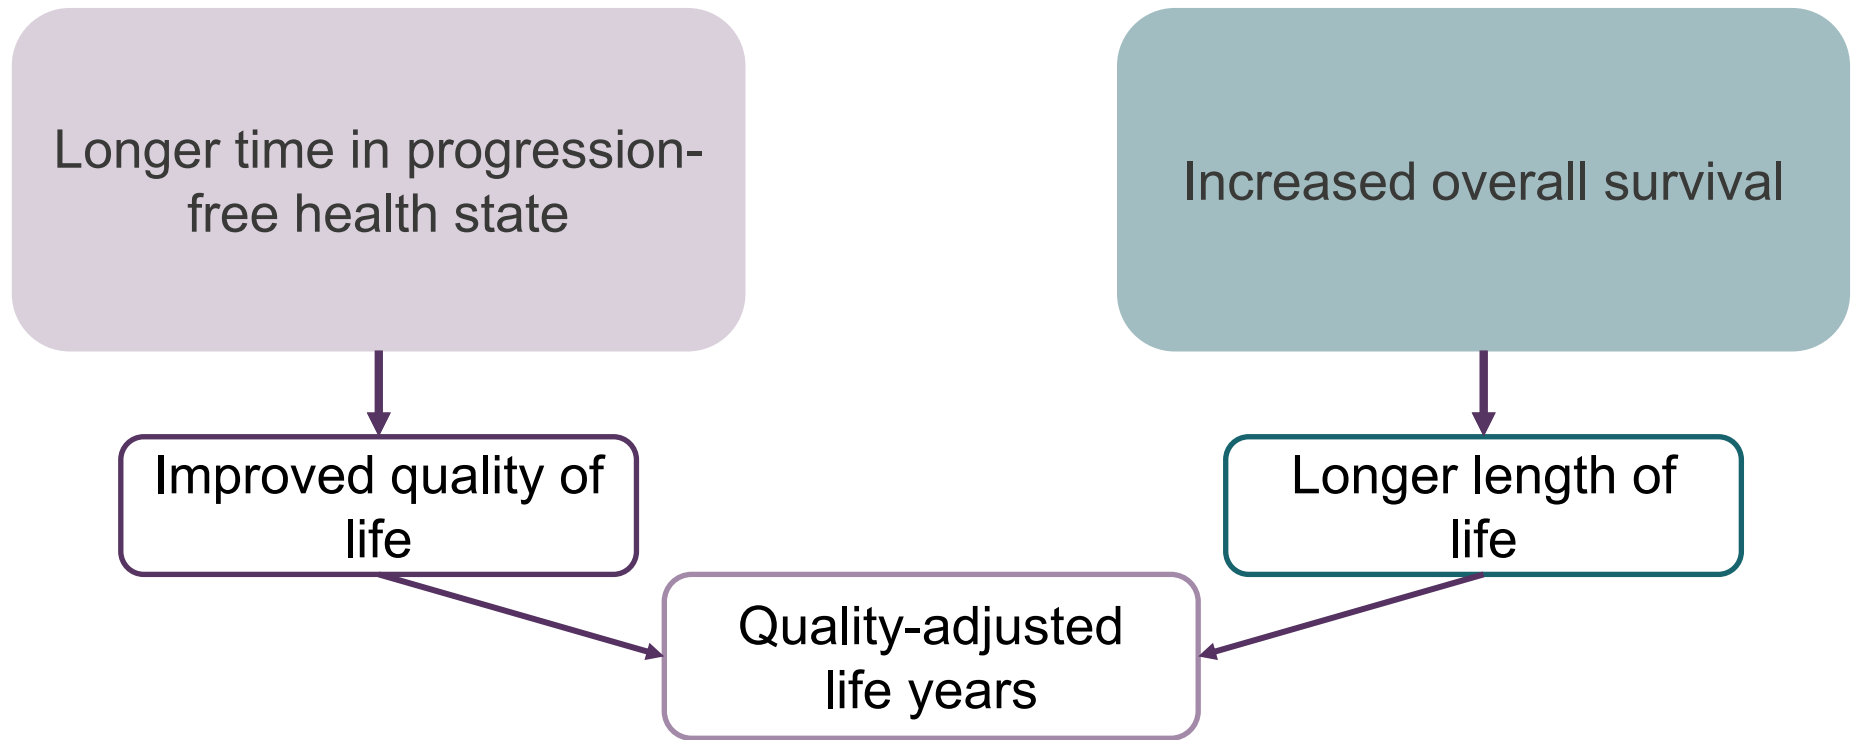 Longer time in progression-
free health state
Increased overall survival
Improved quality of
life
Longer length of
life
Quality-adjusted
life years